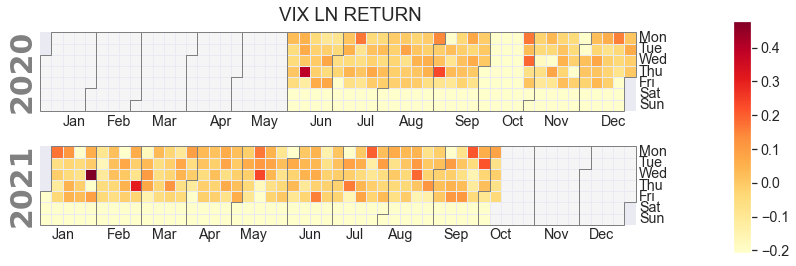 VIX LN RETURN
2020
Mon
Tue
Wed
Thu
Fri
Sat
Sun
Jan Feb Mar Apr May Jun Jul Aug Sep Oct Nov Dec
2021
Mon
Tue
Wed
Thu
Fri
Sat
Sun
Jan Feb Mar Apr May Jun Jul Aug Sep Oct Nov Dec
0.4
0.3
0.2
0.1
0.0
−0.1
−0.2